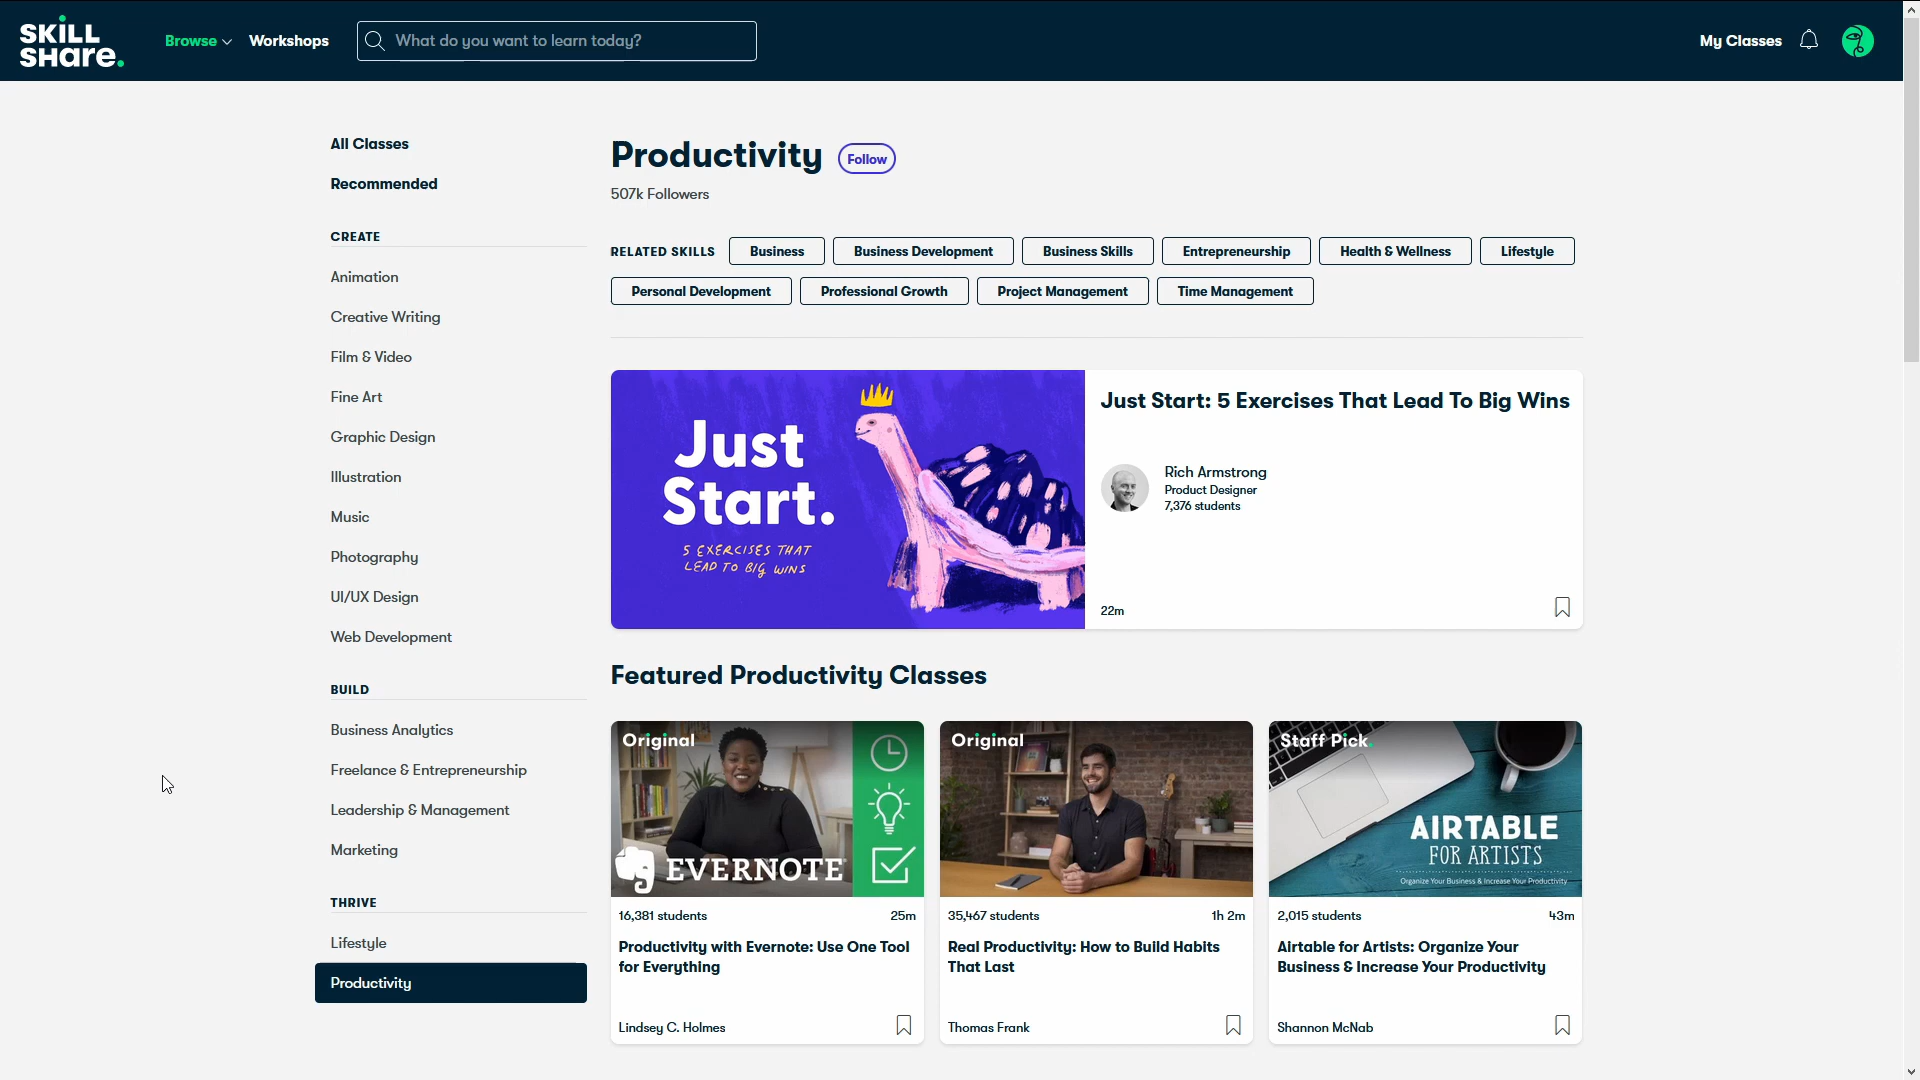 SKILL
SHare.
Browse
Workshops
What do you want to learn today?
My Classes
All Classes
Recommended
CREATE
Animation
Creative Writing
Film & Video
Fine Art
Graphic Design
Illustration
Music
Photography
UI/UX Design
Web Development
BUILD
Business Analytics
Freelance & Entrepreneurship
Leadership & Management
Marketing
THRIVE
Lifestyle
Productivity
Productivity Follow
507k Followers
RELATED SKILLS Business Business Development Business Skills Entrepreneurship Health & Wellness Lifestyle
Personal Development Professional Growth Project Management Time Management
Just
Start.
5 EXERCISES THAT
LEAD TO BIG WINS
Just Start: 5 Exercises That Lead To Big Wins
Rich Armstrong
Product Designer
7,376 students
22m
Featured Productivity Classes
Original
EVERNOTE
16,381 students 25m
Productivity with Evernote: Use One Tool
for Everything
Lindsey C. Holmes
Original
35,467 students 1h 2m
Real Productivity: How to Build Habits
That Last
Thomas Frank
Staff Pick.
AIRTABLE
FOR ARTISTS
Organize Your Business & Increase Your Productivity
2,015 students 43m
Airtable for Artists: Organize Your
Business & Increase Your Productivity
Shannon McNab